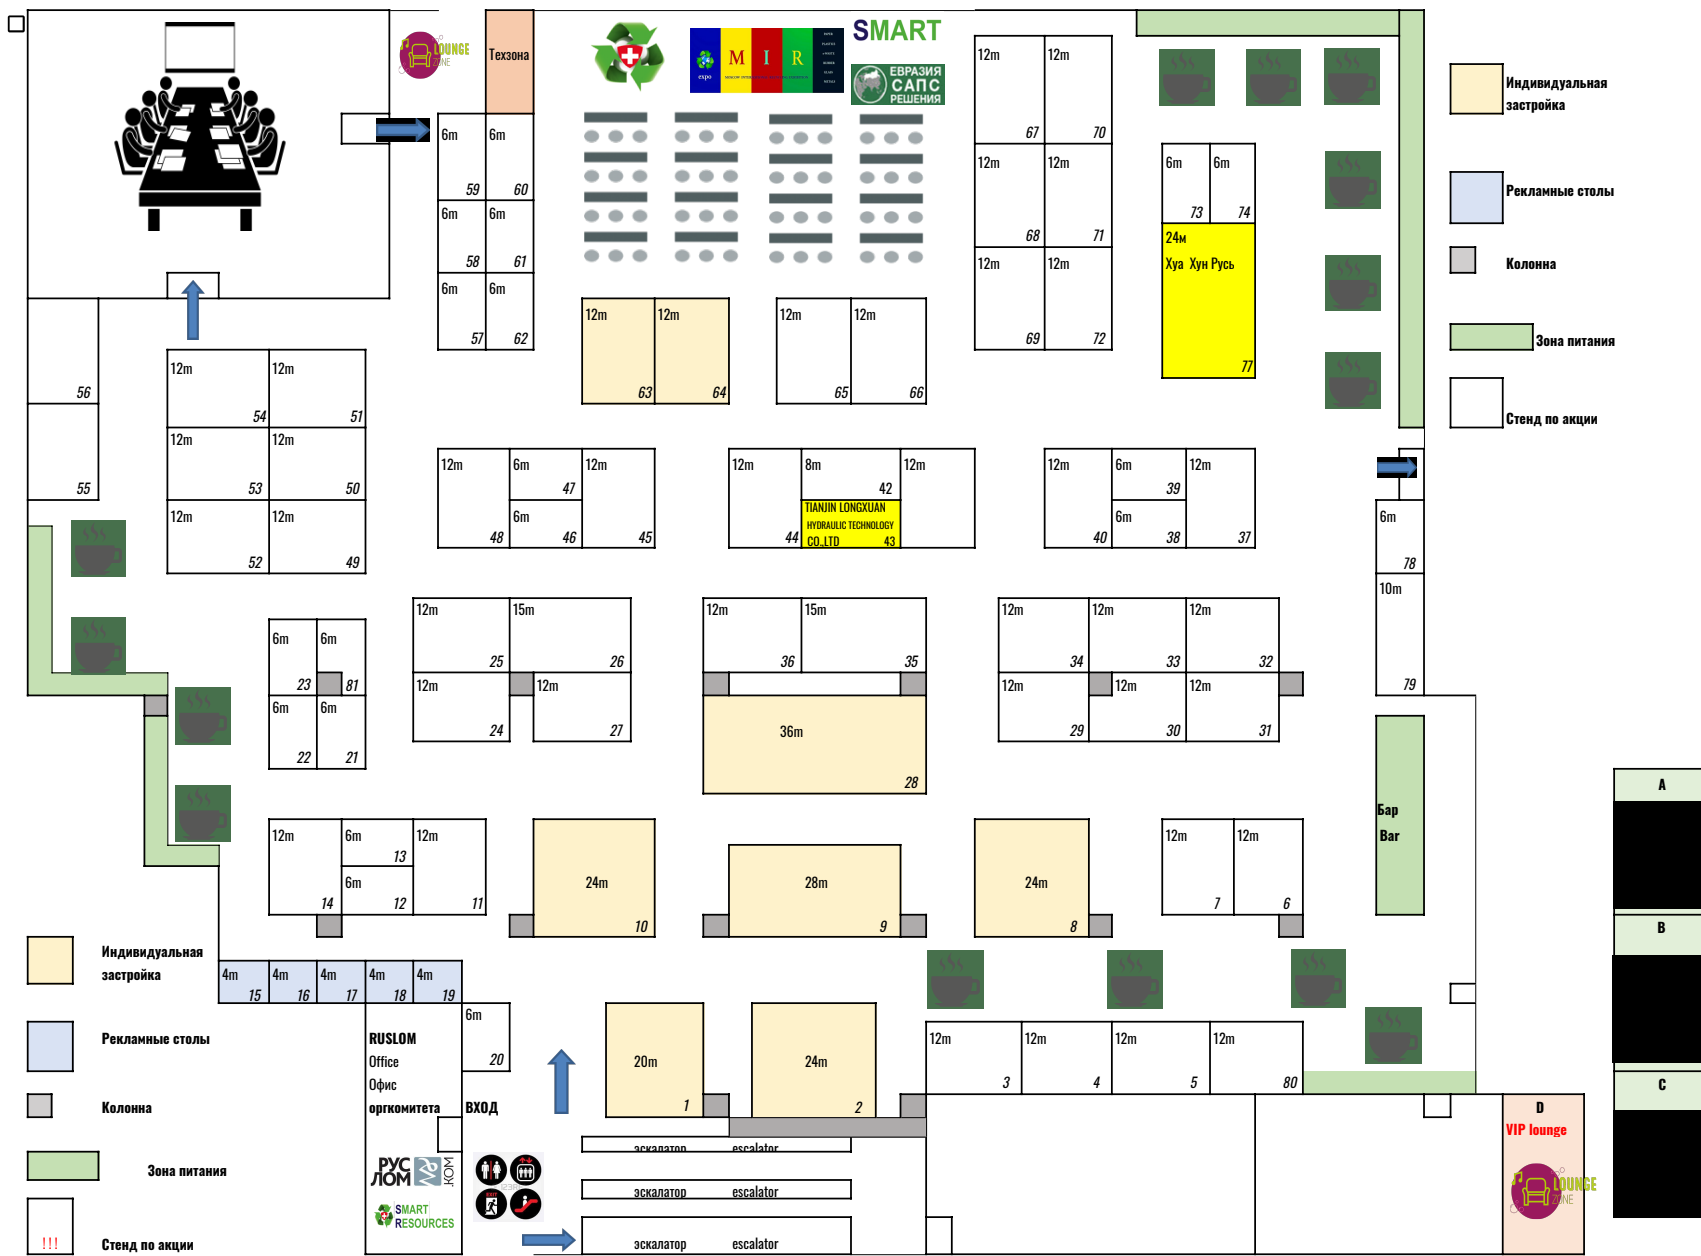 LOUNGE
ZONE
Техзона
expo
M I R
SMART
ЕВРАЗИЯ
САПС
РЕШЕНИЯ
Индивидуальная
застройка
Рекламные столы
Колонна
Зона питания
Стенд по акции
6m 59
6m 60
6m 58
6m 61
6m 57
6m 62
12m 67
12m 70
12m 68
12m 71
12m 69
12m 72
6m 73
6m 74
24м
Хуа Хун Русь
77
12m 63
12m 64
12m 65
12m 66
56
55
12m 54
12m 51
12m 53
12m 50
12m 52
12m 49
12m 48
6m 47
6m 46
12m 45
12m 44
8m 42
TIANJIN LONGXUAN
HYDRAULIC TECHNOLOGY
CO.,LTD 43
12m
12m 40
6m 39
6m 38
12m 37
6m 78
10m 79
6m 23
6m 81
6m 22
6m 21
12m 25
15m 26
12m 24
12m 27
12m 36
15m 35
36m 28
12m 34
12m 33
12m 32
12m 29
12m 30
12m 31
Бар
Bar
12m 14
6m 13
6m 12
12m 11
24m 10
28m 9
24m 8
12m 7
12m 6
A
B
C
Индивидуальная
застройка
Рекламные столы
Колонна
Зона питания
!!!
Стенд по акции
4m 15
4m 16
4m 17
4m 18
4m 19
6m 20
RUSLOM
Office
Офис
оргкомитета
ВХОД
РУС
ЛОМ
.КОМ
SMART
RESOURCES
EXIT
20m 1
24m 2
12m 3
12m 4
12m 5
12m 80
эскалатор escalator
эскалатор escalator
эскалатор escalator
D
VIP lounge
LOUNGE
ZONE